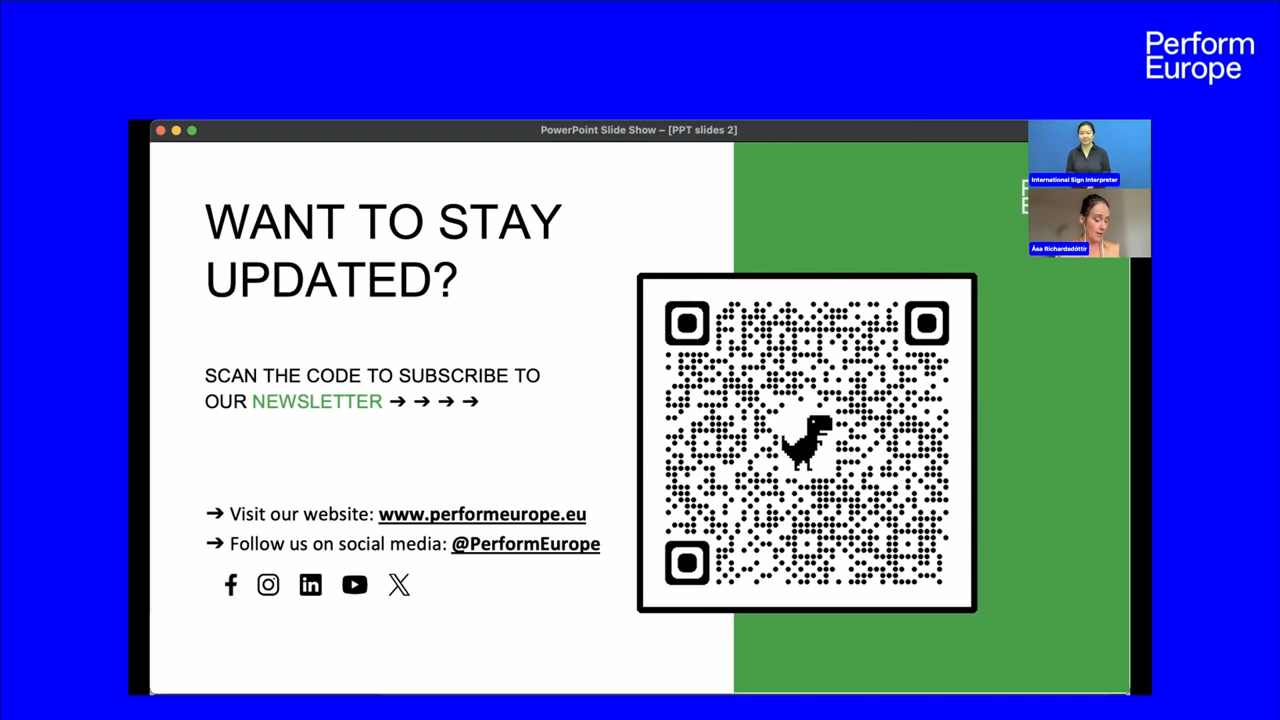 Perform
Europe
PowerPoint Slide Show – [PPT slides 2]
International Sign Interpreter
Ása Richardsdóttir
WANT TO STAY
UPDATED?
SCAN THE CODE TO SUBSCRIBE TO
OUR NEWSLETTER ➔ ➔ ➔ ➔
➔ Visit our website: www.performeurope.eu
➔ Follow us on social media: @PerformEurope